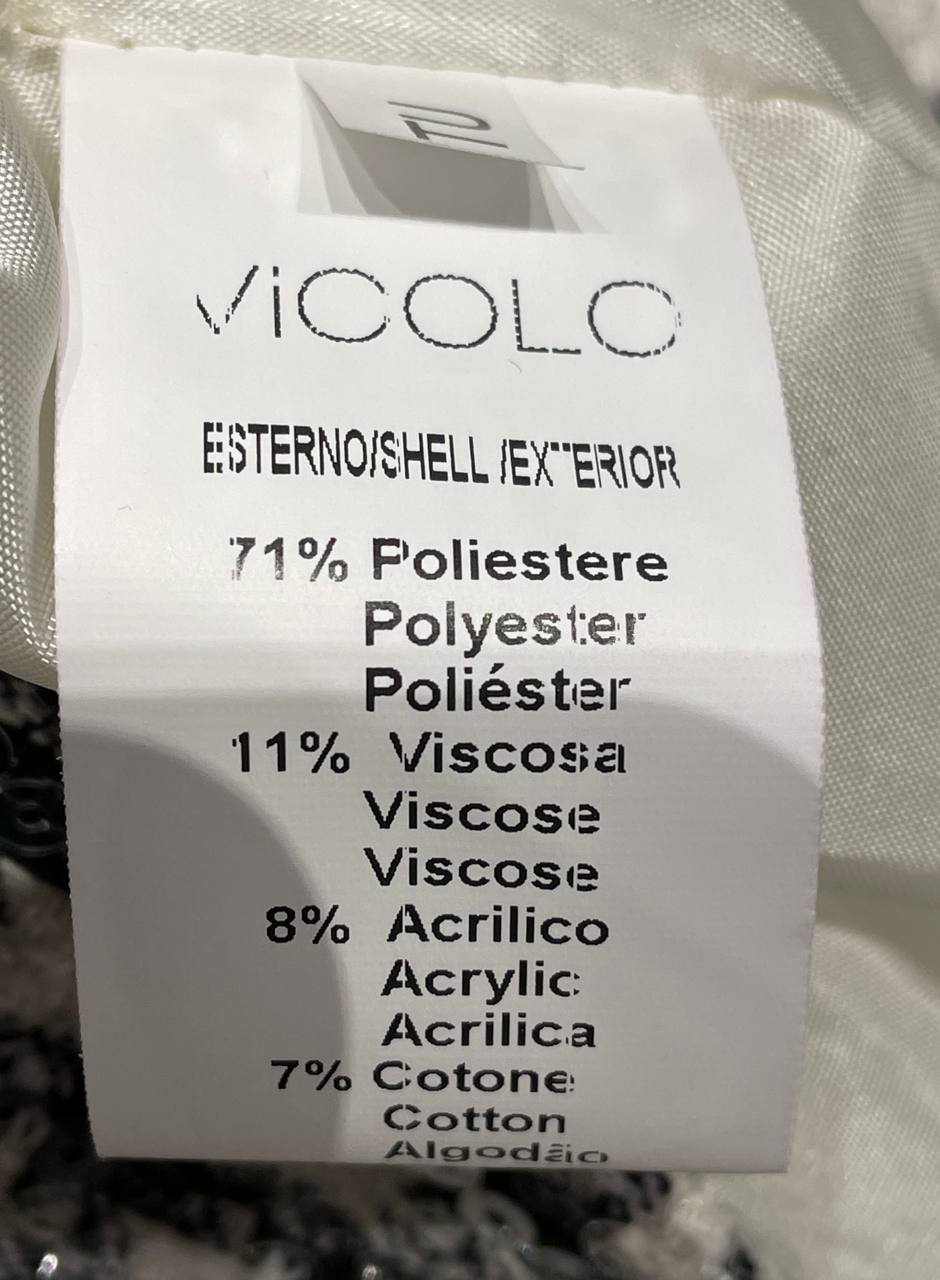 ViCOLO
ESTERNO/SHELL /EXTERIOR
71% Poliestere
Polyester
Poliéster
11% Viscosa
Viscose
Viscose
8% Acrilico
Acrylic
Acrilica
7% Cotone
Cotton
Algodão